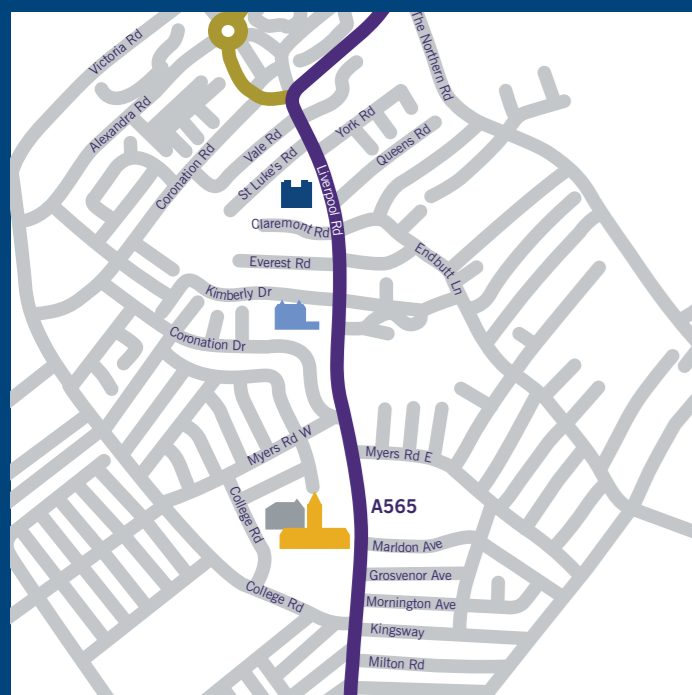 The Northern Rd
Victoria Rd
Alexandra Rd
York Rd
Vale Rd
Queens Rd
Coronation Rd
St Luke's Rd
Liverpool Rd
Claremont Rd
Everest Rd
Endbutt Ln
Kimberly Dr
Coronation Dr
Myers Rd W
Myers Rd E
College Rd
A565
Marldon Ave
Grosvenor Ave
College Rd
Mornington Ave
Kingsway
Milton Rd